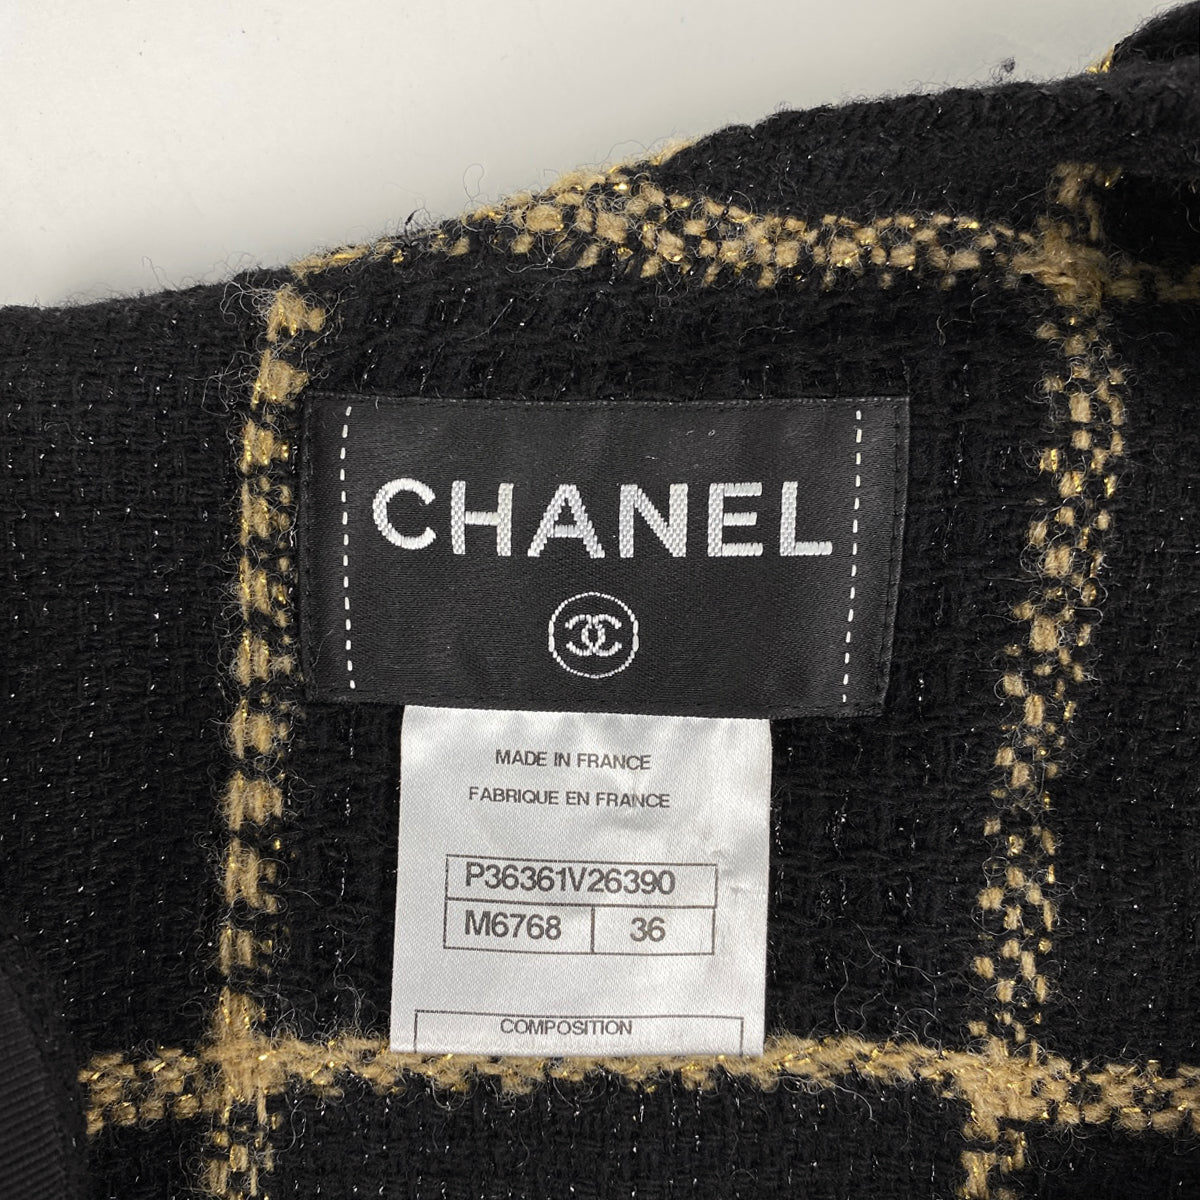 CHANEL
MADE IN FRANCE
FABRIQUE EN FRANCE
P36361V26390
M6768 36
COMPOSITION